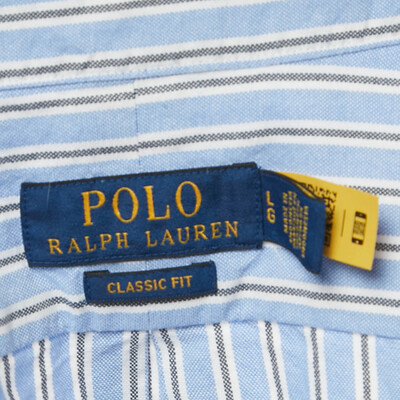 POLO
RALPH LAUREN
CLASSIC FIT
L
G